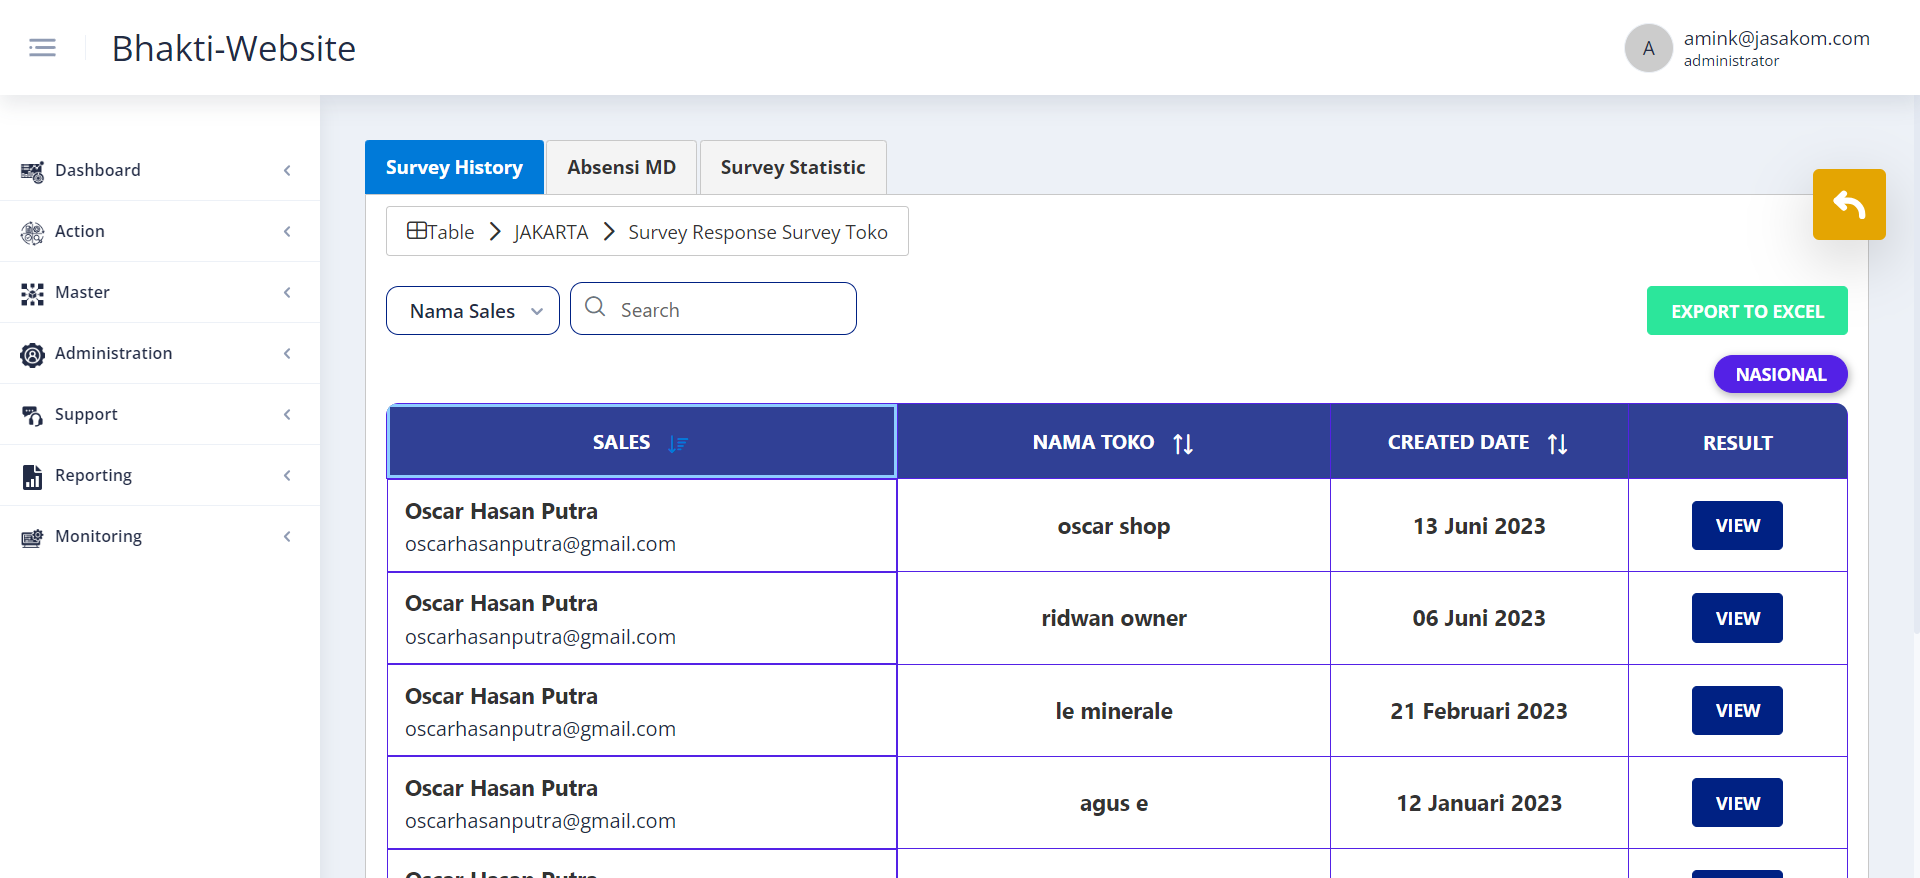 Bhakti-Website
A
amink@jasakom.com
administrator
Dashboard
Action
Master
Administration
Support
Reporting
Monitoring
Survey History
Absensi MD
Survey Statistic
Table
JAKARTA
Survey Response Survey Toko
Nama Sales
Search
EXPORT TO EXCEL
NASIONAL
SALES
NAMA TOKO
CREATED DATE
RESULT
Oscar Hasan Putra
oscarhasanputra@gmail.com
oscar shop
13 Juni 2023
VIEW
Oscar Hasan Putra
oscarhasanputra@gmail.com
ridwan owner
06 Juni 2023
VIEW
Oscar Hasan Putra
oscarhasanputra@gmail.com
le minerale
21 Februari 2023
VIEW
Oscar Hasan Putra
oscarhasanputra@gmail.com
agus e
12 Januari 2023
VIEW